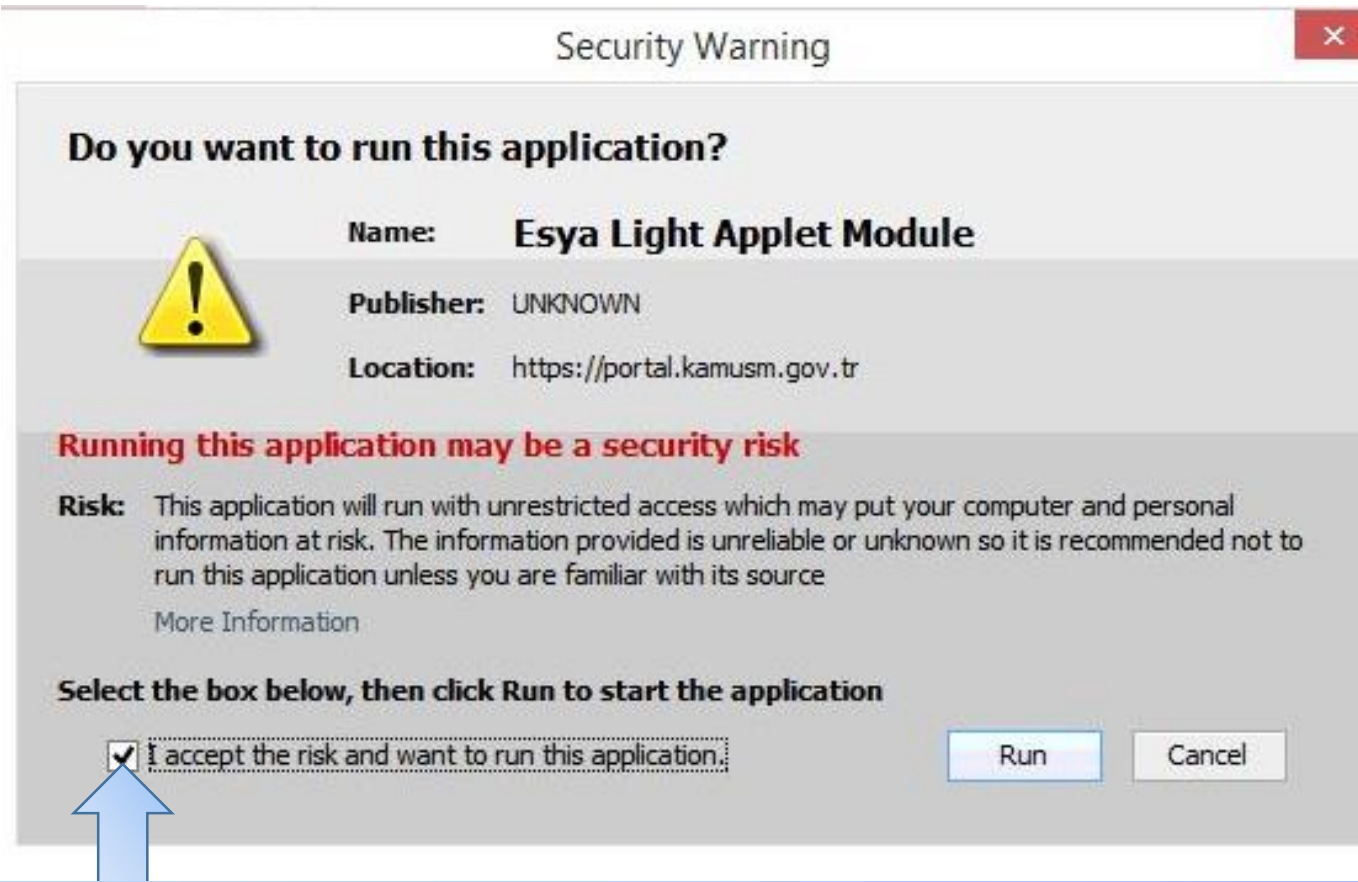 Security Warning
Do you want to run this application?
Name: Esya Light Applet Module
Publisher: UNKNOWN
Location: https://portal.kamusm.gov.tr
Running this application may be a security risk
Risk: This application will run with unrestricted access which may put your computer and personal
information at risk. The information provided is unreliable or unknown so it is recommended not to
run this application unless you are familiar with its source
More Information
Select the box below, then click Run to start the application
I accept the risk and want to run this application.
Run Cancel